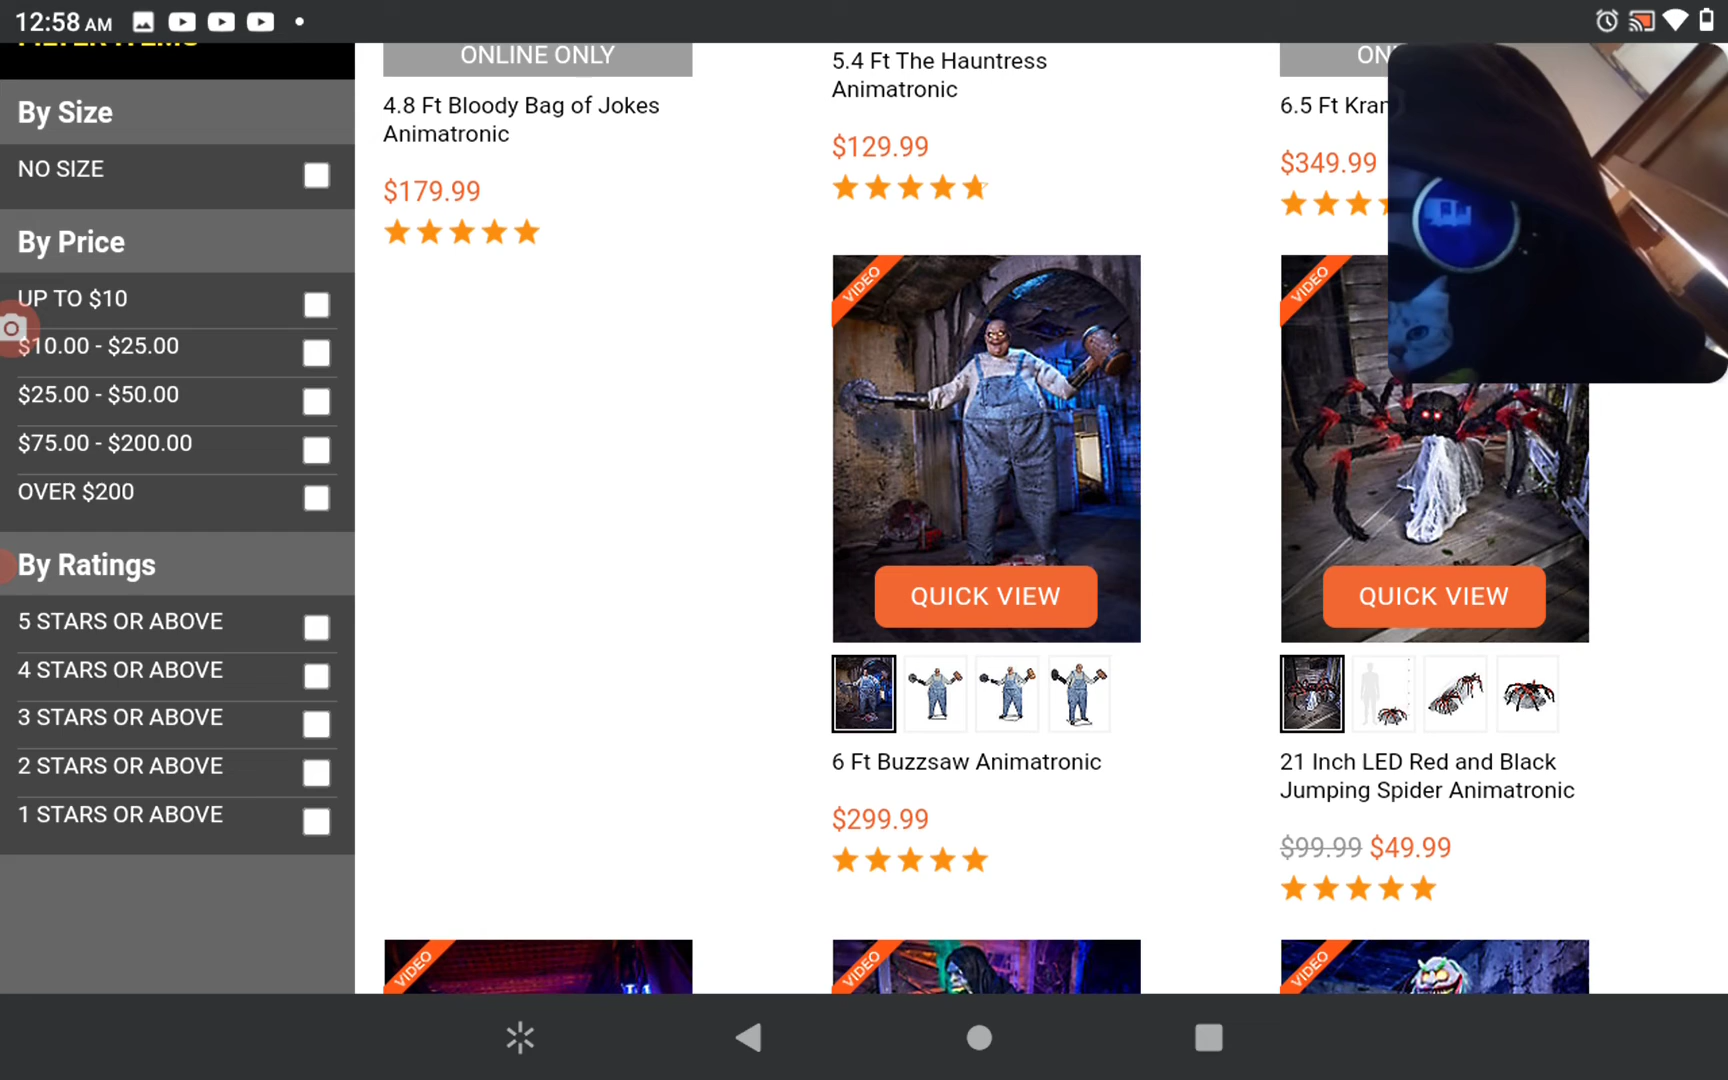 12:58 AM
FILTER ITEMS
By Size
NO SIZE
By Price
UP TO $10
$10.00 - $25.00
$25.00 - $50.00
$75.00 - $200.00
OVER $200
By Ratings
5 STARS OR ABOVE
4 STARS OR ABOVE
3 STARS OR ABOVE
2 STARS OR ABOVE
1 STARS OR ABOVE
ONLINE ONLY
4.8 Ft Bloody Bag of Jokes
Animatronic
$179.99
5.4 Ft The Hauntress
Animatronic
$129.99
ON
6.5 Ft Kram
$349.99
VIDEO
QUICK VIEW
6 Ft Buzzsaw Animatronic
$299.99
VIDEO
QUICK VIEW
21 Inch LED Red and Black
Jumping Spider Animatronic
$99.99 $49.99
VIDEO
VIDEO
VIDEO